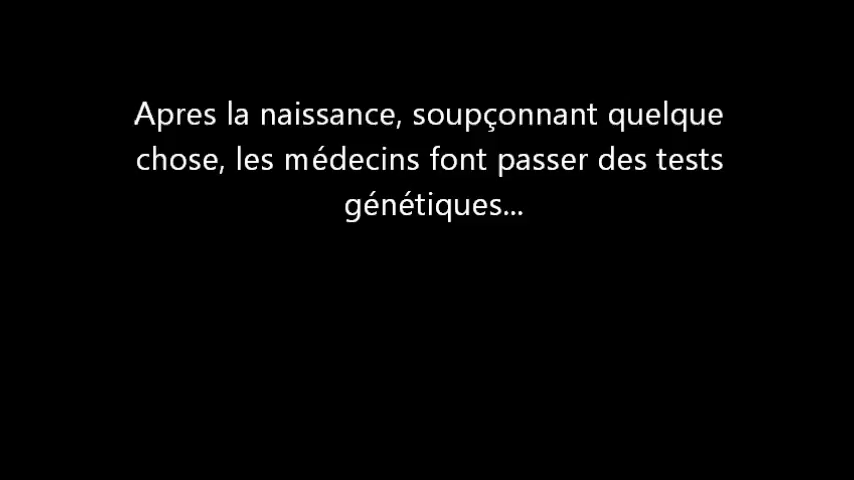 Apres la naissance, soupçonnant quelque
chose, les médecins font passer des tests
génétiques...